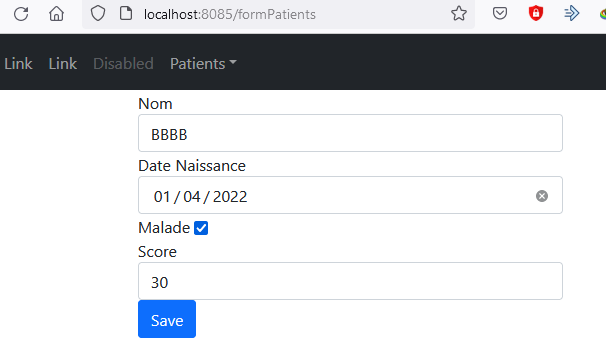 localhost:8085/formPatients
Link Link Disabled Patients
Nom
BBBB
Date Naissance
01 / 04 / 2022
Malade
Score
30
Save